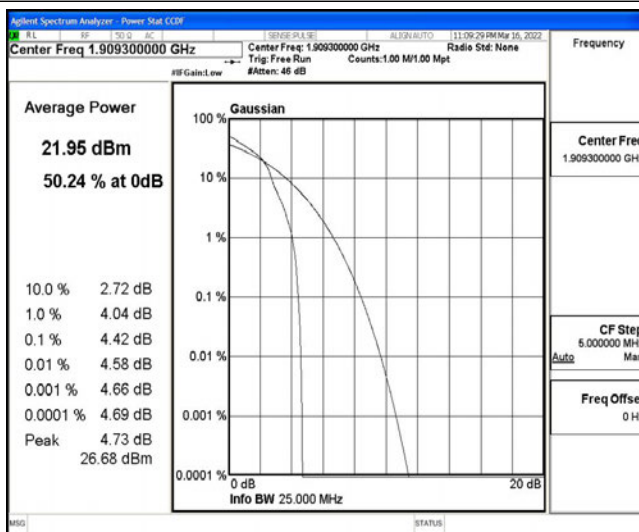 Agilent Spectrum Analyzer - Power Stat CCDF
RL RF 50 Ω AC SENSE:PULSE ALIGN AUTO 11:09:29 PM Mar 16, 2022
Center Freq 1.909300000 GHz
Center Freq: 1.909300000 GHz Radio Std: None
Trig: Free Run Counts:1.00 M/1.00 Mpt
#IFGain:Low #Atten: 46 dB
Frequency
Average Power
21.95 dBm
50.24 % at 0dB
10.0 % 2.72 dB
1.0 % 4.04 dB
0.1 % 4.42 dB
0.01 % 4.58 dB
0.001 % 4.66 dB
0.0001 % 4.69 dB
Peak 4.73 dB
26.68 dBm
Gaussian
100 %
10 %
1 %
0.1 %
0.01 %
0.001 %
0.0001 %
0 dB 20 dB
Info BW 25.000 MHz
Center Freq
1.909300000 GH
CF Step
5.000000 MH
Auto Ma
Freq Offse
0 H
MSG STATUS